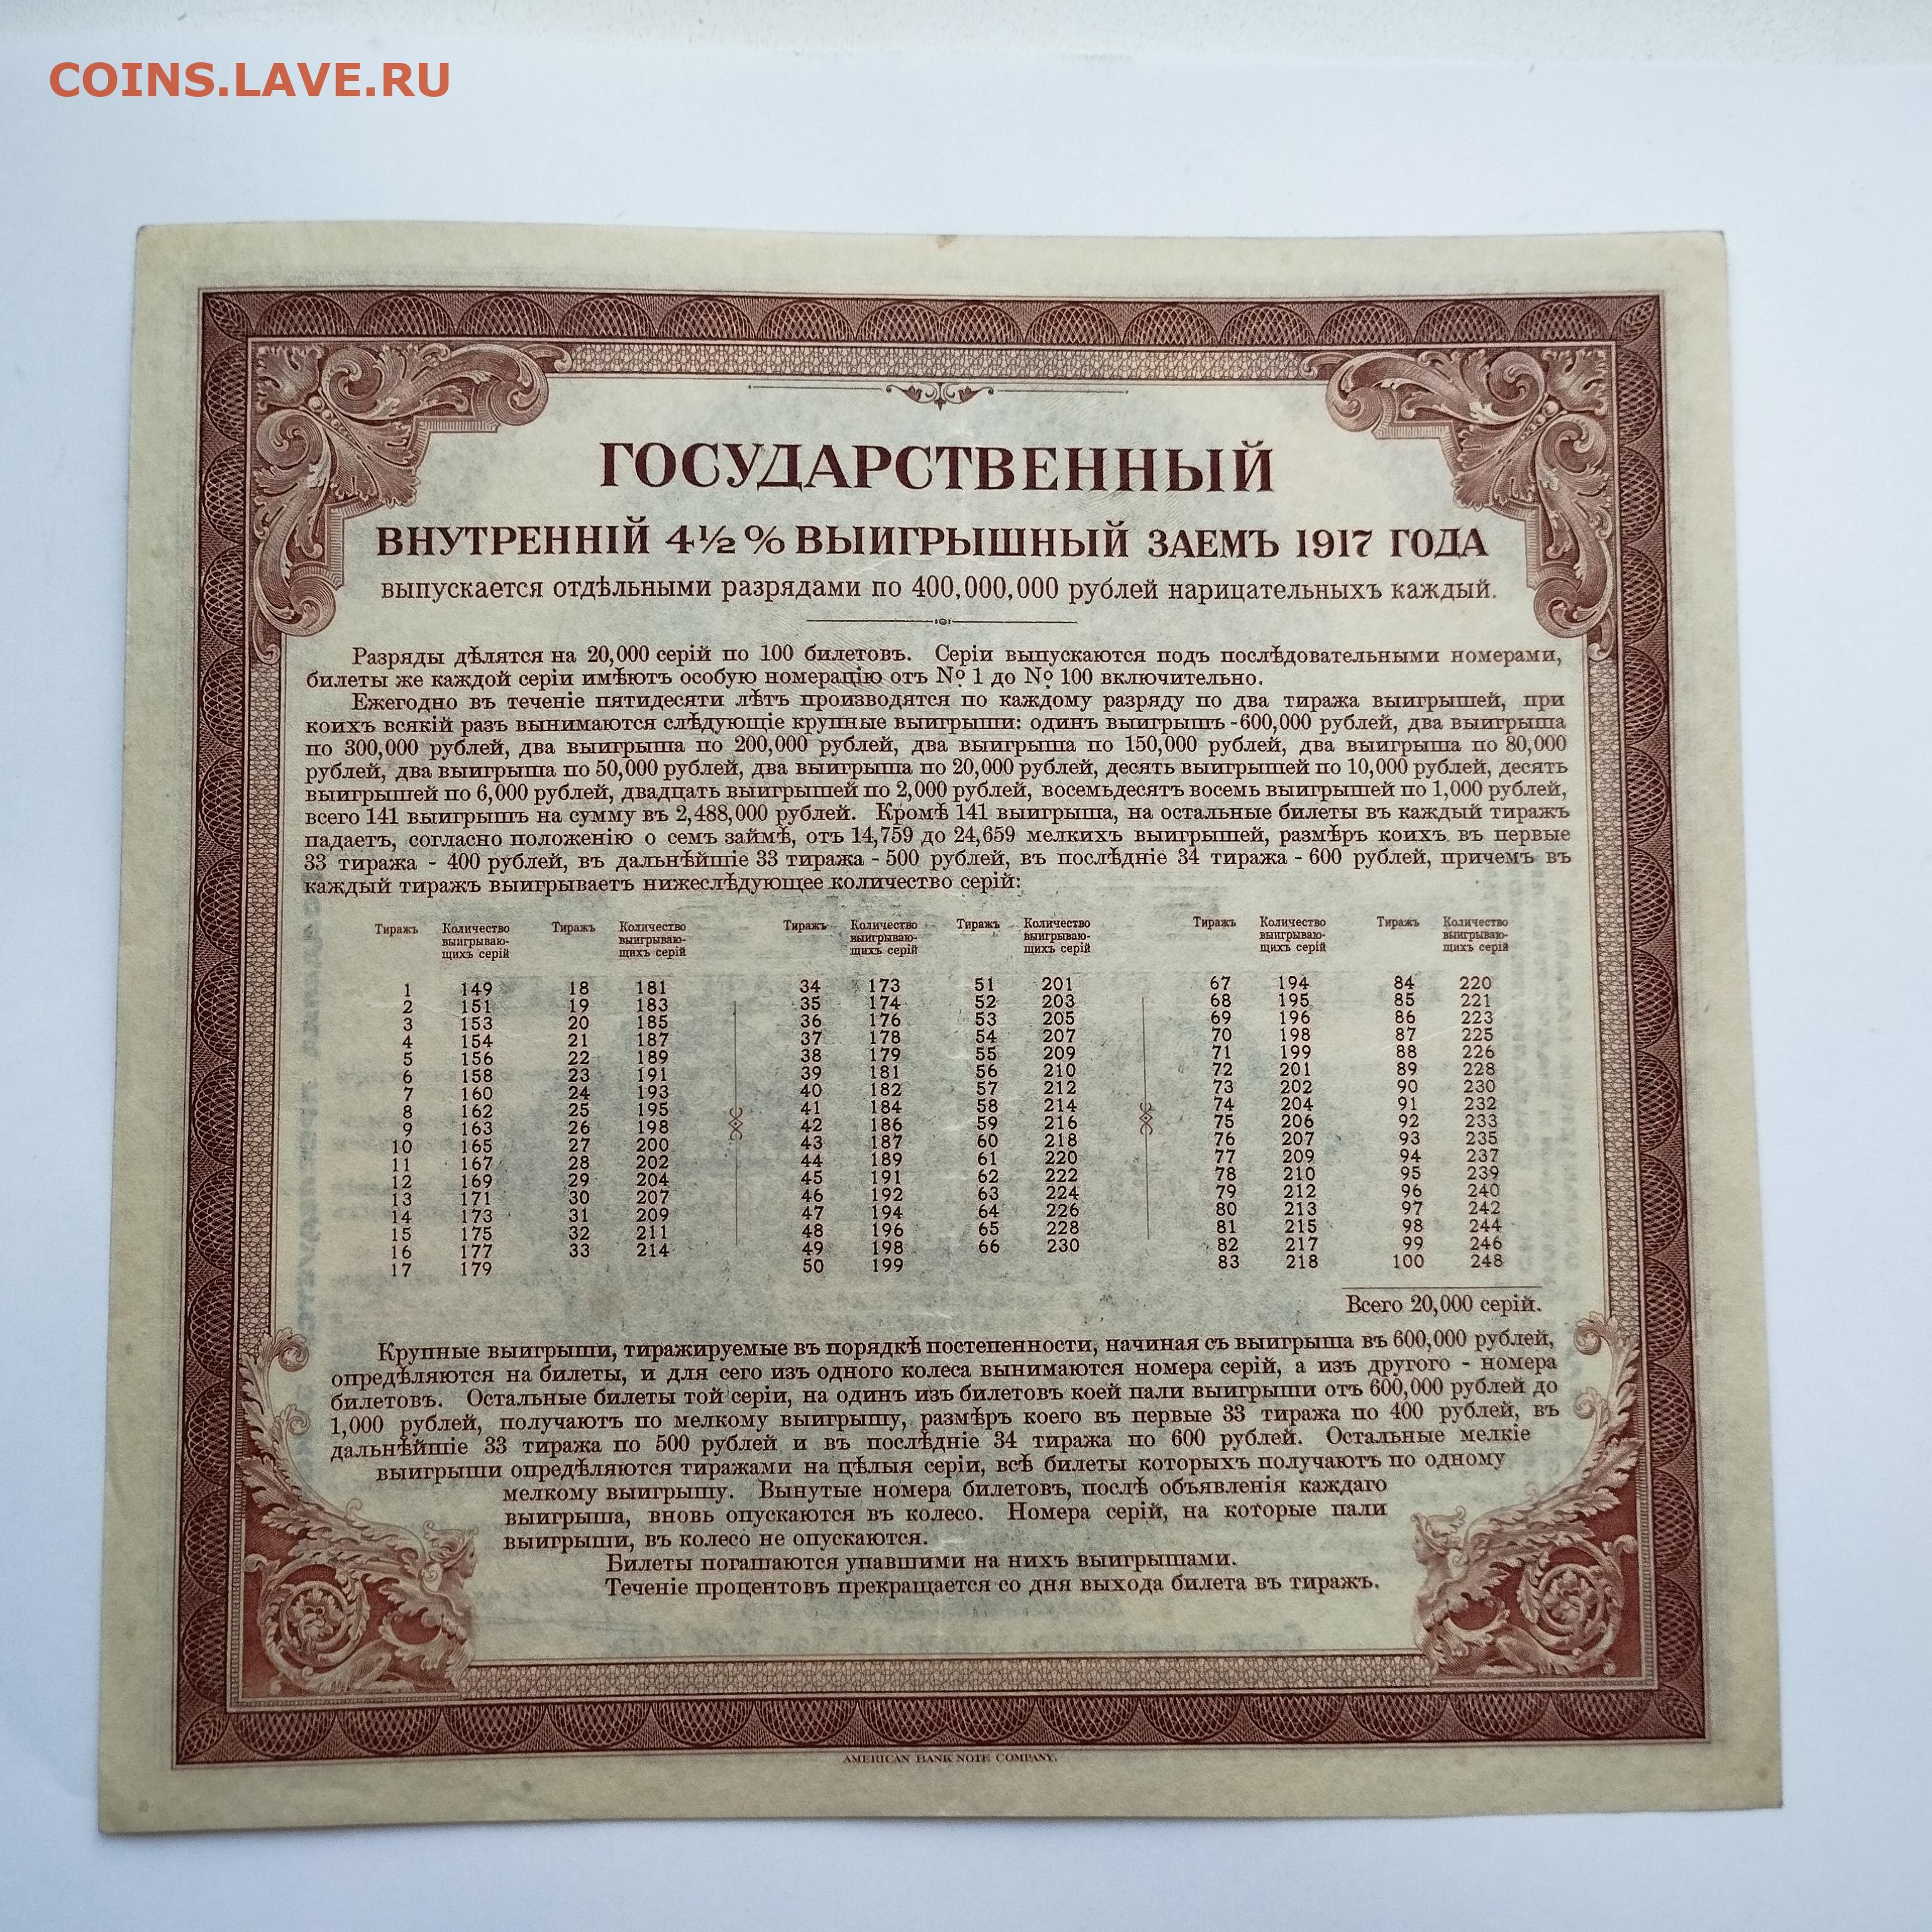 COINS.LAVE.RU
ГОСУДАРСТВЕННЫЙ
ВНУТРЕННІЙ 4½% ВЫИГРЫШНЫЙ ЗАЕМЪ 1917 ГОДА
выпускается отдѣльными разрядами по 400,000,000 рублей нарицательныхъ каждый.
Разряды дѣлятся на 20,000 серій по 100 билетовъ. Серіи выпускаются подъ послѣдовательными номерами,
билеты же каждой серіи имѣютъ особую номерацію отъ № 1 до № 100 включительно.
Ежегодно въ теченіе пятидесяти лѣтъ производятся по каждому разряду по два тиража выигрышей, при
коихъ всякій разъ вынимаются слѣдующіе крупные выигрыши: одинъ выигрышъ-600,000 рублей, два выигрыша
по 300,000 рублей, два выигрыша по 200,000 рублей, два выигрыша по 150,000 рублей, два выигрыша по 80,000
рублей, два выигрыша по 50,000 рублей, два выигрыша по 20,000 рублей, десять выигрышей по 10,000 рублей, десять
выигрышей по 6,000 рублей, двадцать выигрышей по 2,000 рублей, восемьдесятъ восемь выигрышей по 1,000 рублей,
всего 141 выигрышъ на сумму въ 2,488,000 рублей. Кромѣ 141 выигрыша, на остальные билеты въ каждый тиражъ
падаетъ, согласно положенію о семъ займѣ, отъ 14,759 до 24,659 мелкихъ выигрышей, размѣръ коихъ въ первые
33 тиража - 400 рублей, въ дальнѣйшіе 33 тиража - 500 рублей, въ послѣдніе 34 тиража - 600 рублей, причемъ въ
каждый тиражъ выигрываетъ нижеслѣдующее количество серій:
Тиражъ Количество Тиражъ Количество Тиражъ Количество Тиражъ Количество Тиражъ Количество Тиражъ Количество
выигрываю- выигрываю- выигрываю- выигрываю- выигрываю- выигрываю-
щихъ серій щихъ серій щихъ серій щихъ серій щихъ серій щихъ серій
1 149 18 181 34 173 51 201 67 194 84 220
2 151 19 183 35 174 52 203 68 195 85 221
3 153 20 185 36 176 53 205 69 196 86 223
4 154 21 187 37 178 54 207 70 198 87 225
5 156 22 189 38 179 55 209 71 199 88 226
6 158 23 191 39 181 56 210 72 201 89 228
7 160 24 193 40 182 57 212 73 202 90 230
8 162 25 195 41 184 58 214 74 204 91 232
9 163 26 198 42 186 59 216 75 206 92 233
10 165 27 200 43 187 60 218 76 207 93 235
11 167 28 202 44 189 61 220 77 209 94 237
12 169 29 204 45 191 62 222 78 210 95 239
13 171 30 207 46 192 63 224 79 212 96 240
14 173 31 209 47 194 64 226 80 213 97 242
15 175 32 211 48 196 65 228 81 215 98 244
16 177 33 214 49 198 66 230 82 217 99 246
17 179 50 199 83 218 100 248
Всего 20,000 серій.
Крупные выигрыши, тиражируемые въ порядкѣ постепенности, начиная съ выигрыша въ 600,000 рублей,
опредѣляются на билеты, и для сего изъ одного колеса вынимаются номера серій, а изъ другого - номера
билетовъ. Остальные билеты той серіи, на одинъ изъ билетовъ коей пали выигрыши отъ 600,000 рублей до
1,000 рублей, получаютъ по мелкому выигрышу, размѣръ коего въ первые 33 тиража по 400 рублей, въ
дальнѣйшіе 33 тиража по 500 рублей и въ послѣдніе 34 тиража по 600 рублей. Остальные мелкіе
выигрыши опредѣляются тиражами на цѣлыя серіи, всѣ билеты которыхъ получаютъ по одному
мелкому выигрышу. Вынутые номера билетовъ, послѣ объявленія каждаго
выигрыша, вновь опускаются въ колесо. Номера серій, на которые пали
выигрыши, въ колесо не опускаются.
Билеты погашаются упавшими на нихъ выигрышами.
Теченіе процентовъ прекращается со дня выхода билета въ тиражъ.
AMERICAN BANK NOTE COMPANY.